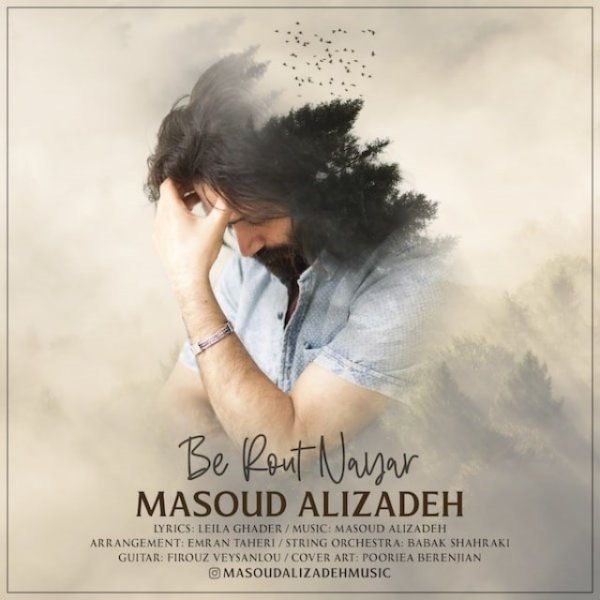 Be Rout Nayar
MASOUD ALIZADEH
LYRICS: LEILA GHADER / MUSIC: MASOUD ALIZADEH
ARRANGEMENT: EMRAN TAHERI / STRING ORCHESTRA: BABAK SHAHRAKI
GUITAR: FIROUZ VEYSANLOU / COVER ART: POORIEA BERENJIAN
MASOUDALIZADEHMUSIC